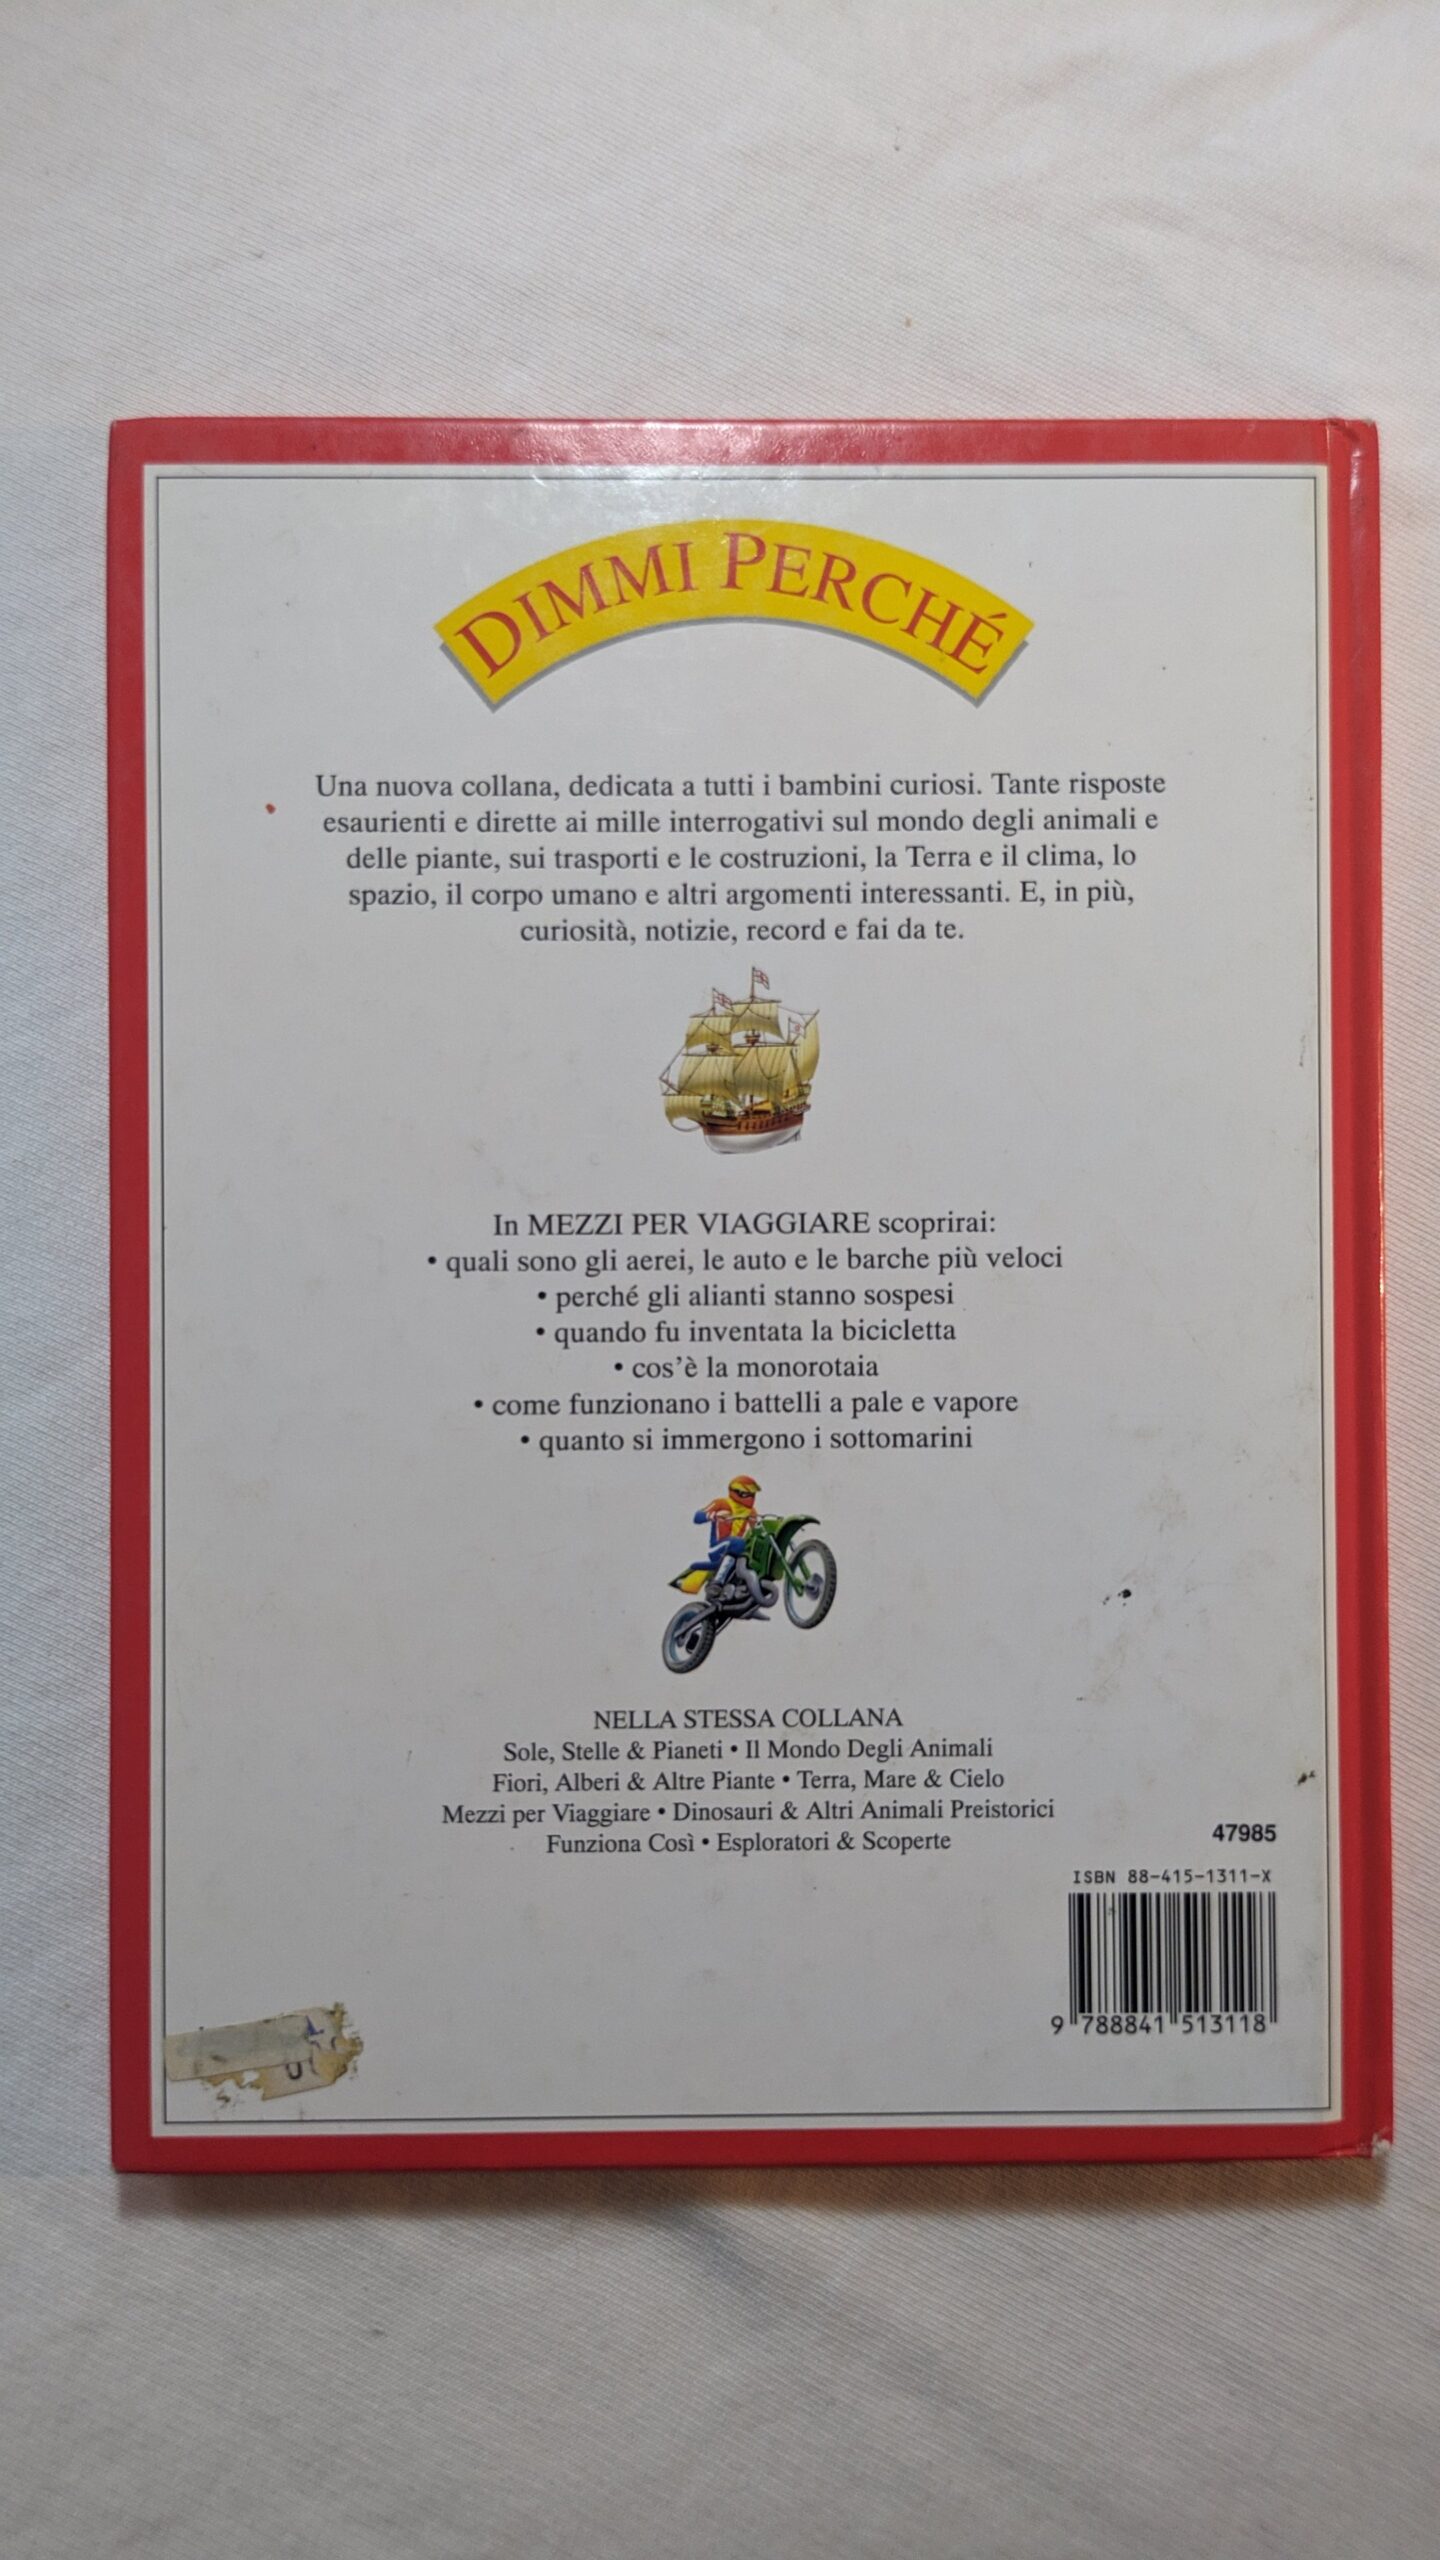 DIMMI PERCHÉ
Una nuova collana, dedicata a tutti i bambini curiosi. Tante risposte
esaurienti e dirette ai mille interrogativi sul mondo degli animali e
delle piante, sui trasporti e le costruzioni, la Terra e il clima, lo
spazio, il corpo umano e altri argomenti interessanti. E, in più,
curiosità, notizie, record e fai da te.
In MEZZI PER VIAGGIARE scoprirai:
• quali sono gli aerei, le auto e le barche più veloci
• perché gli alianti stanno sospesi
• quando fu inventata la bicicletta
• cos’è la monorotaia
• come funzionano i battelli a pale e vapore
• quanto si immergono i sottomarini
NELLA STESSA COLLANA
Sole, Stelle & Pianeti • Il Mondo Degli Animali
Fiori, Alberi & Altre Piante • Terra, Mare & Cielo
Mezzi per Viaggiare • Dinosauri & Altri Animali Preistorici
Funziona Così • Esploratori & Scoperte
47985
ISBN 88-415-1311-X
9 788841 513118